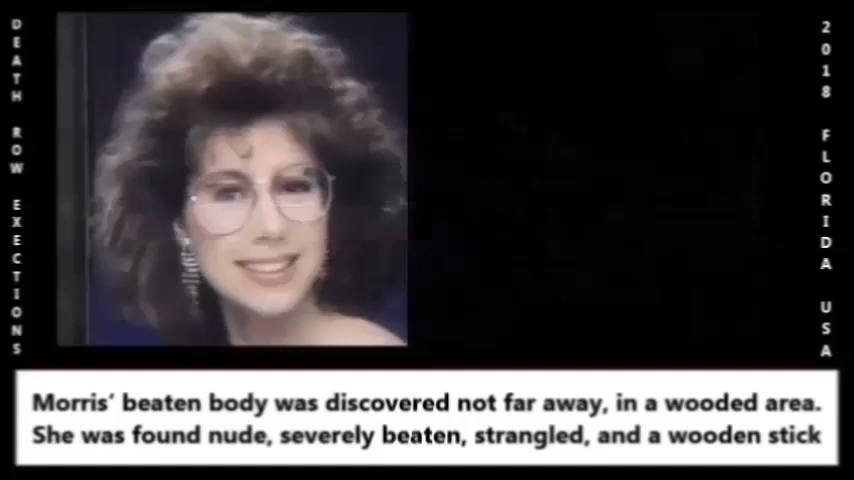 DEATH ROW EXECTIONS
2018 FLORIDA USA
Morris’ beaten body was discovered not far away, in a wooded area.
She was found nude, severely beaten, strangled, and a wooden stick